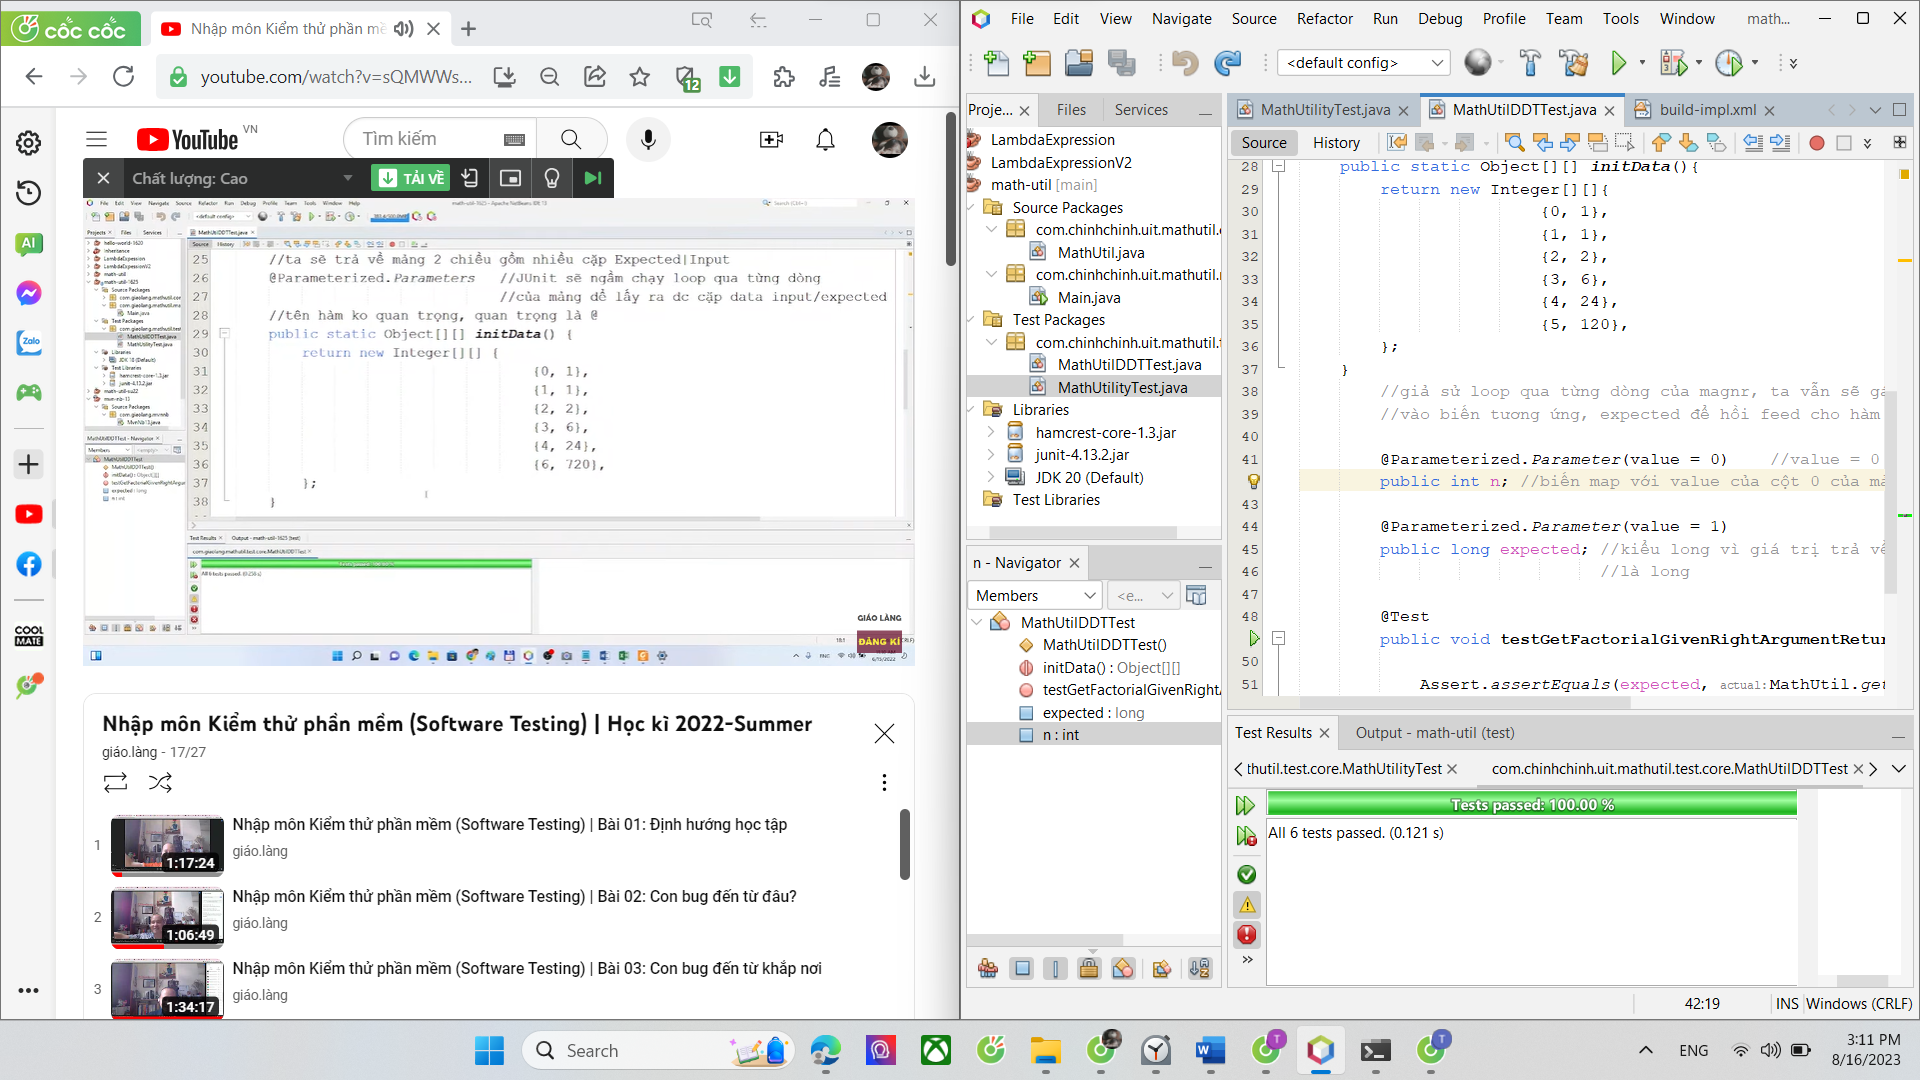 cốc cốc
Nhập môn Kiểm thử phần mề
youtube.com/watch?v=sQMWWs...
12
YouTube VN
Tìm kiếm
Chất lượng: Cao
TẢI VỀ
AI
Zalo
COOL MATE
25 //ta sẽ trả về mảng 2 chiều gồm nhiều cặp Expected|Input
26 @Parameterized.Parameters //JUnit sẽ ngầm chạy loop qua từng dòng
27 //của mảng để lấy ra dc cặp data input/expected
28 //tên hàm ko quan trọng, quan trọng là @
29 public static Object[][] initData() {
30 return new Integer[][] {
31 {0, 1},
32 {1, 1},
33 {2, 2},
34 {3, 6},
35 {4, 24},
36 {6, 720},
37 };
38 }
GIÁO LÀNG
ĐĂNG KÍ
Nhập môn Kiểm thử phần mềm (Software Testing) | Học kì 2022-Summer
giáo.làng - 17/27
1
1:17:24
Nhập môn Kiểm thử phần mềm (Software Testing) | Bài 01: Định hướng học tập
giáo.làng
2
1:06:49
Nhập môn Kiểm thử phần mềm (Software Testing) | Bài 02: Con bug đến từ đâu?
giáo.làng
3
1:34:17
Nhập môn Kiểm thử phần mềm (Software Testing) | Bài 03: Con bug đến từ khắp nơi
giáo.làng
File Edit View Navigate Source Refactor Run Debug Profile Team Tools Window math...
<default config>
Proje... Files Services
LambdaExpression
LambdaExpressionV2
math-util [main]
Source Packages
com.chinhchinh.uit.mathutil.
MathUtil.java
com.chinhchinh.uit.mathutil.
Main.java
Test Packages
com.chinhchinh.uit.mathutil.
MathUtilDDTTest.java
MathUtilityTest.java
Libraries
hamcrest-core-1.3.jar
junit-4.13.2.jar
JDK 20 (Default)
Test Libraries
n - Navigator
Members <e...
MathUtilDDTTest
MathUtilDDTTest()
initData() : Object[][]
testGetFactorialGivenRight
expected : long
n : int
MathUtilityTest.java MathUtilDDTTest.java build-impl.xml
Source History
28 public static Object[][] initData(){
29 return new Integer[][]{
30 {0, 1},
31 {1, 1},
32 {2, 2},
33 {3, 6},
34 {4, 24},
35 {5, 120},
36 };
37 }
38 //giả sử loop qua từng dòng của magnr, ta vẫn sẽ gá
39 //vào biến tương ứng, expected để hồi feed cho hàm
40
41 @Parameterized.Parameter(value = 0) //value = 0
public int n; //biến map với value của cột 0 của mả
43
44 @Parameterized.Parameter(value = 1)
45 public long expected; //kiểu long vì giá trị trả về
46 //là long
47
48 @Test
public void testGetFactorialGivenRightArgumentRetur
50
51 Assert.assertEquals(expected, actual:MathUtil.get
Test Results Output - math-util (test)
thutil.test.core.MathUtilityTest com.chinhchinh.uit.mathutil.test.core.MathUtilDDTTest
Tests passed: 100.00 %
All 6 tests passed. (0.121 s)
42:19 INS Windows (CRLF)
Search
ENG
3:11 PM
8/16/2023